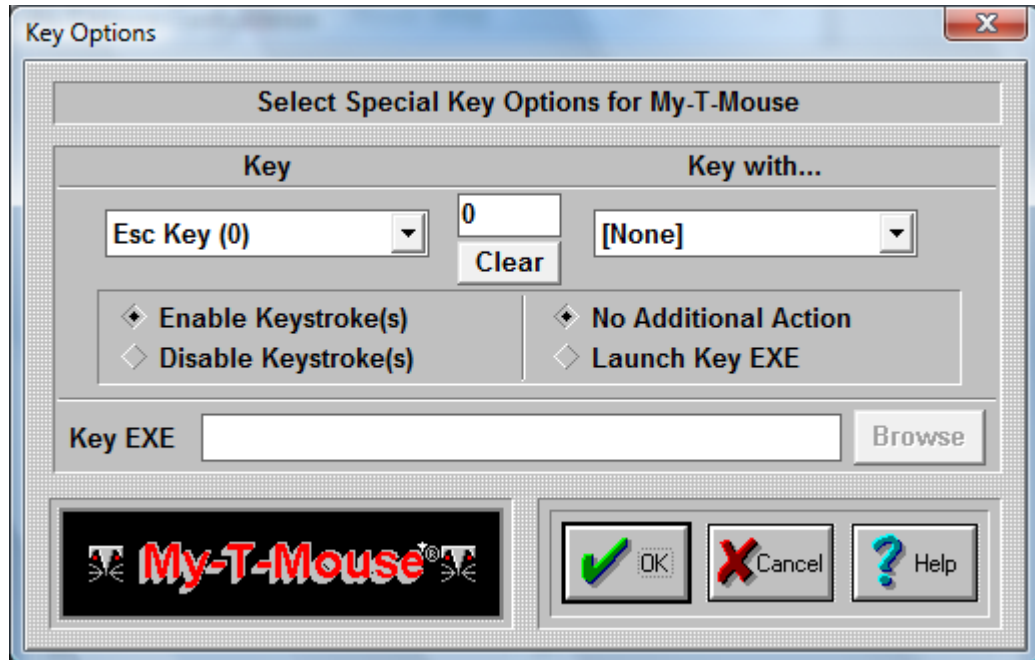 Key Options
Select Special Key Options for My-T-Mouse
Key
Key with...
Esc Key (0)
0
[None]
Clear
Enable Keystroke(s)
No Additional Action
Disable Keystroke(s)
Launch Key EXE
Key EXE
Browse
My-T-Mouse®
OK
Cancel
Help